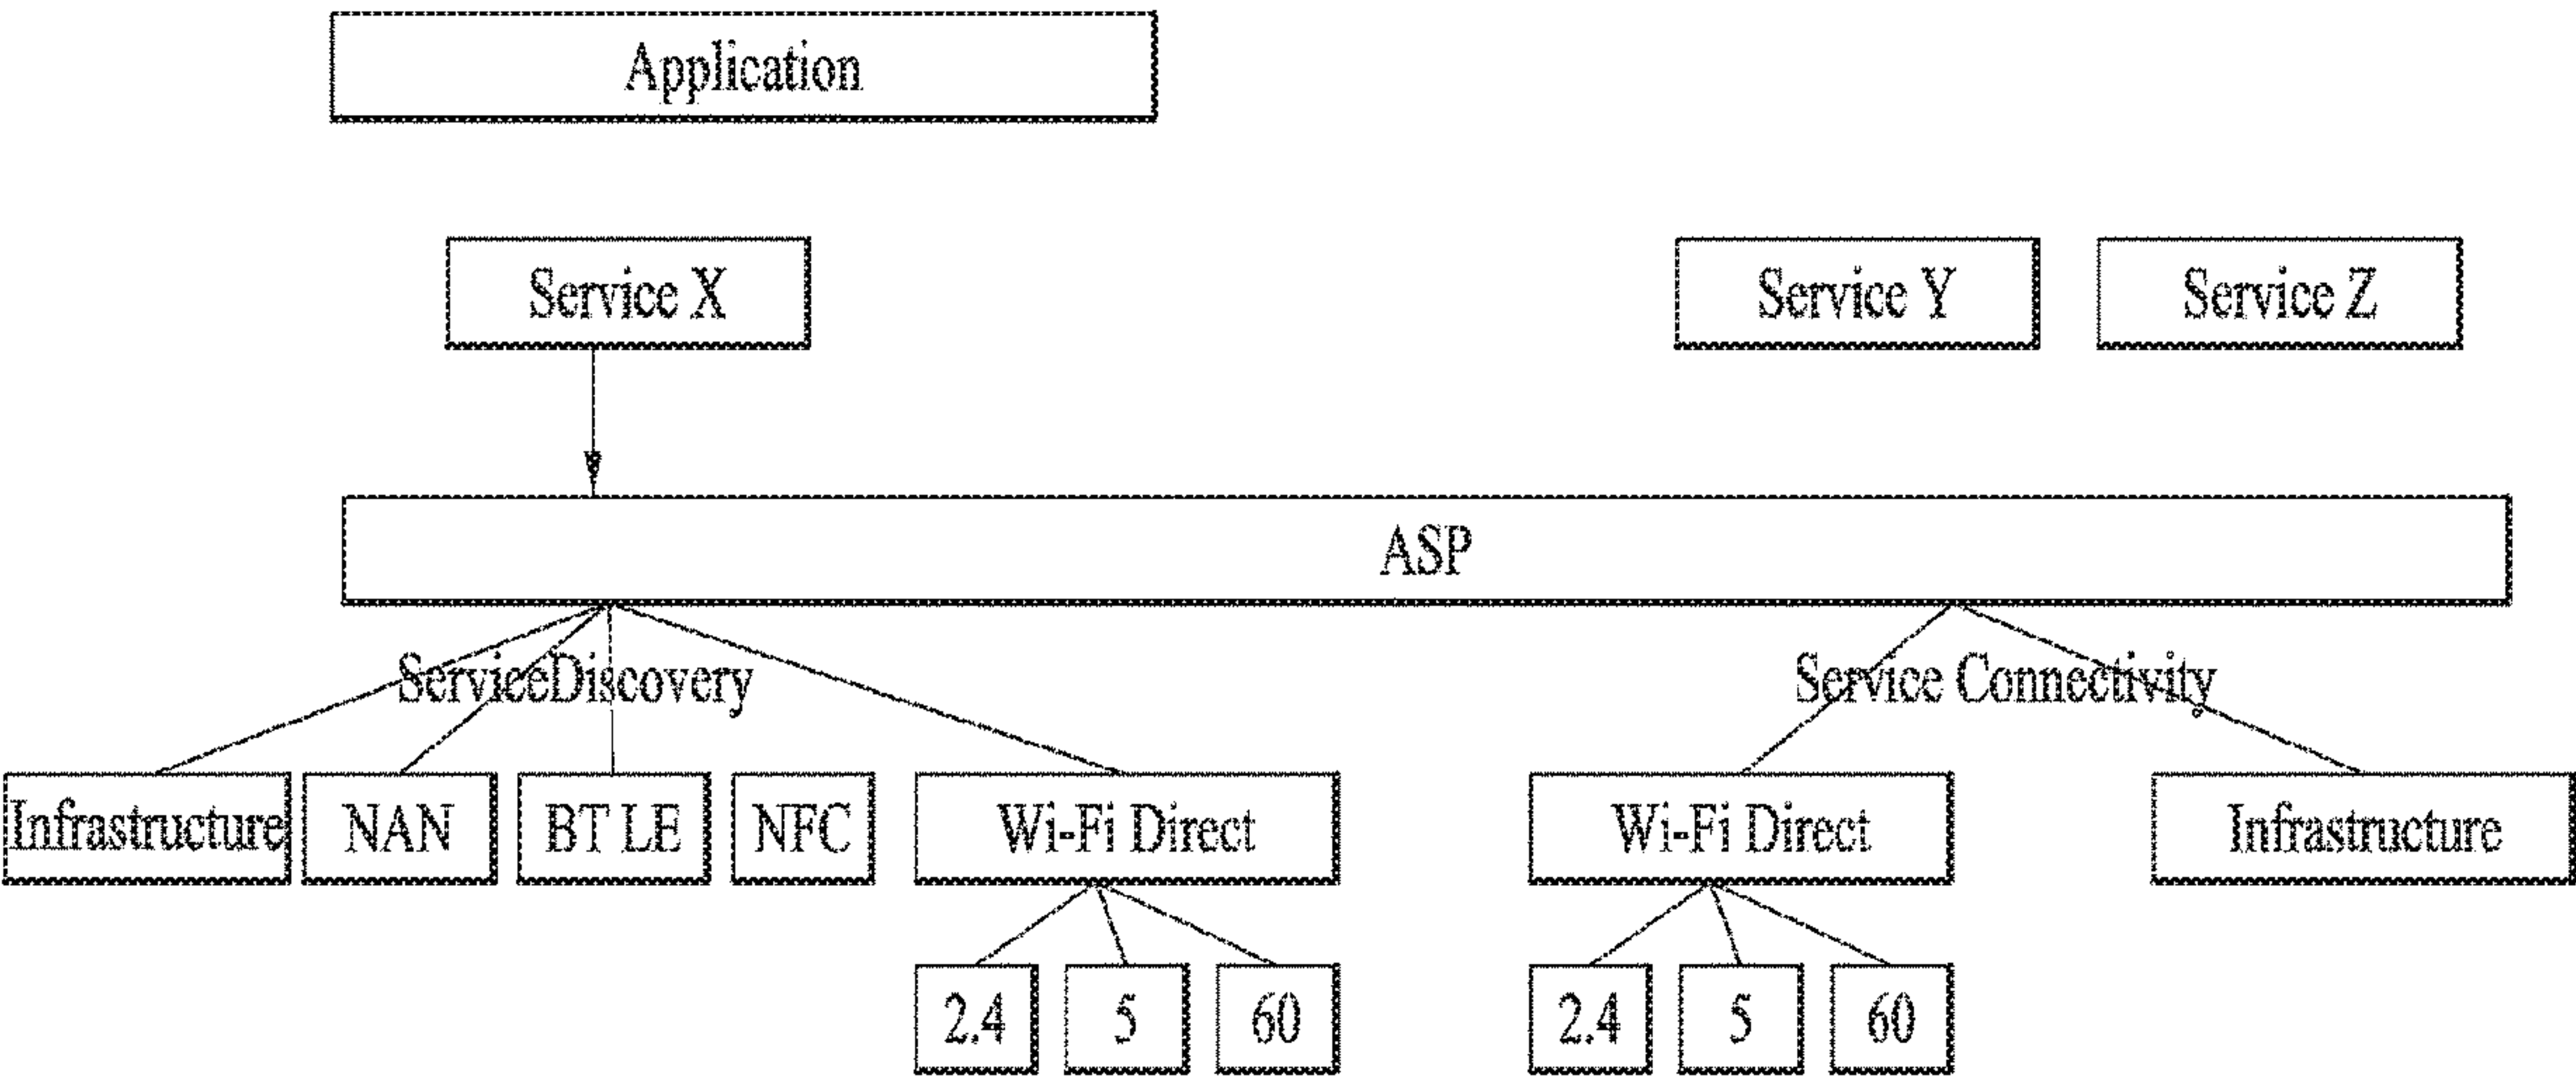 Application
Service X
Service Y
Service Z
ASP
ServiceDiscovery
Service Connectivity
Infrastructure
NAN
BT LE
NFC
Wi-Fi Direct
Wi-Fi Direct
Infrastructure
2.4
5
60
2.4
5
60